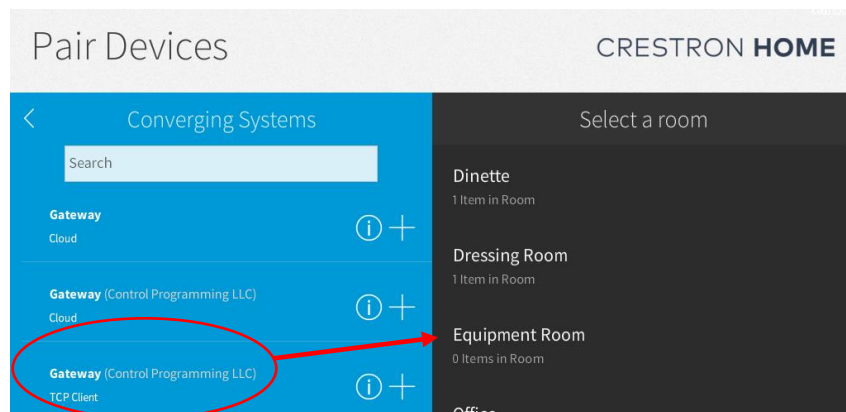 Pair Devices
CRESTRON HOME
Converging Systems
Search
Gateway
Cloud
Gateway (Control Programming LLC)
Cloud
Gateway (Control Programming LLC)
TCP Client
Select a room
Dinette
1 Item in Room
Dressing Room
1 Item in Room
Equipment Room
0 Items in Room